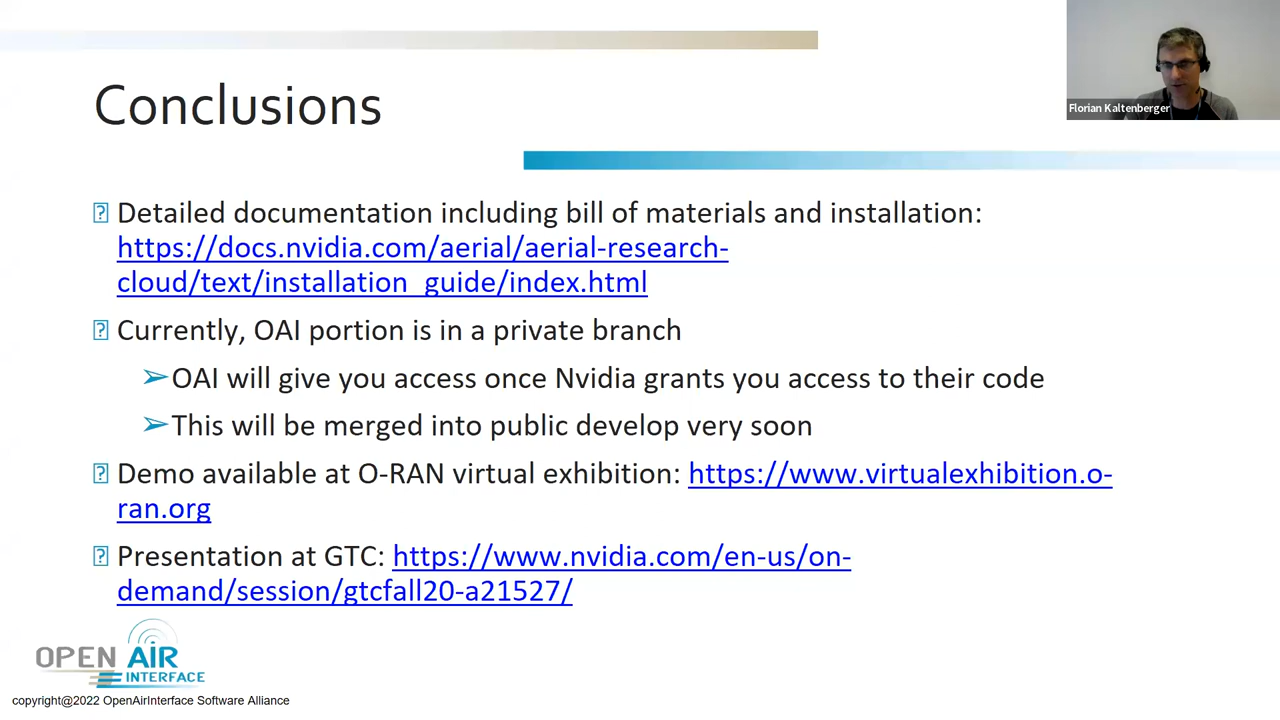 Florian Kaltenberger
Conclusions
Detailed documentation including bill of materials and installation:
https://docs.nvidia.com/aerial/aerial-research-
cloud/text/installation_guide/index.html
Currently, OAI portion is in a private branch
➢OAI will give you access once Nvidia grants you access to their code
➢This will be merged into public develop very soon
Demo available at O-RAN virtual exhibition: https://www.virtualexhibition.o-
ran.org
Presentation at GTC: https://www.nvidia.com/en-us/on-
demand/session/gtcfall20-a21527/
OPEN AIR
INTERFACE
copyright@2022 OpenAirInterface Software Alliance